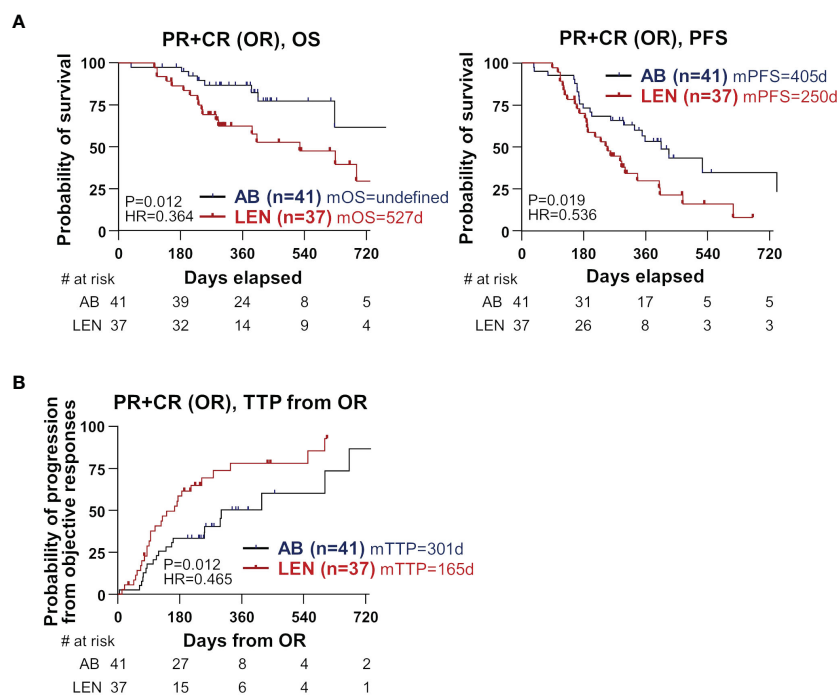 A
PR+CR (OR), OS
Probability of survival
100
75
50
25
0
P=0.012
HR=0.364
AB (n=41) mOS=undefined
LEN (n=37) mOS=527d
0 180 360 540 720
Days elapsed
# at risk
AB 41 39 24 8 5
LEN 37 32 14 9 4
PR+CR (OR), PFS
Probability of survival
100
75
50
25
0
AB (n=41) mPFS=405d
LEN (n=37) mPFS=250d
P=0.019
HR=0.536
0 180 360 540 720
Days elapsed
# at risk
AB 41 31 17 5 5
LEN 37 26 8 3 3
B
PR+CR (OR), TTP from OR
Probability of progression
from objective responses
100
75
50
25
0
P=0.012
HR=0.465
AB (n=41) mTTP=301d
LEN (n=37) mTTP=165d
0 180 360 540 720
Days from OR
# at risk
AB 41 27 8 4 2
LEN 37 15 6 4 1